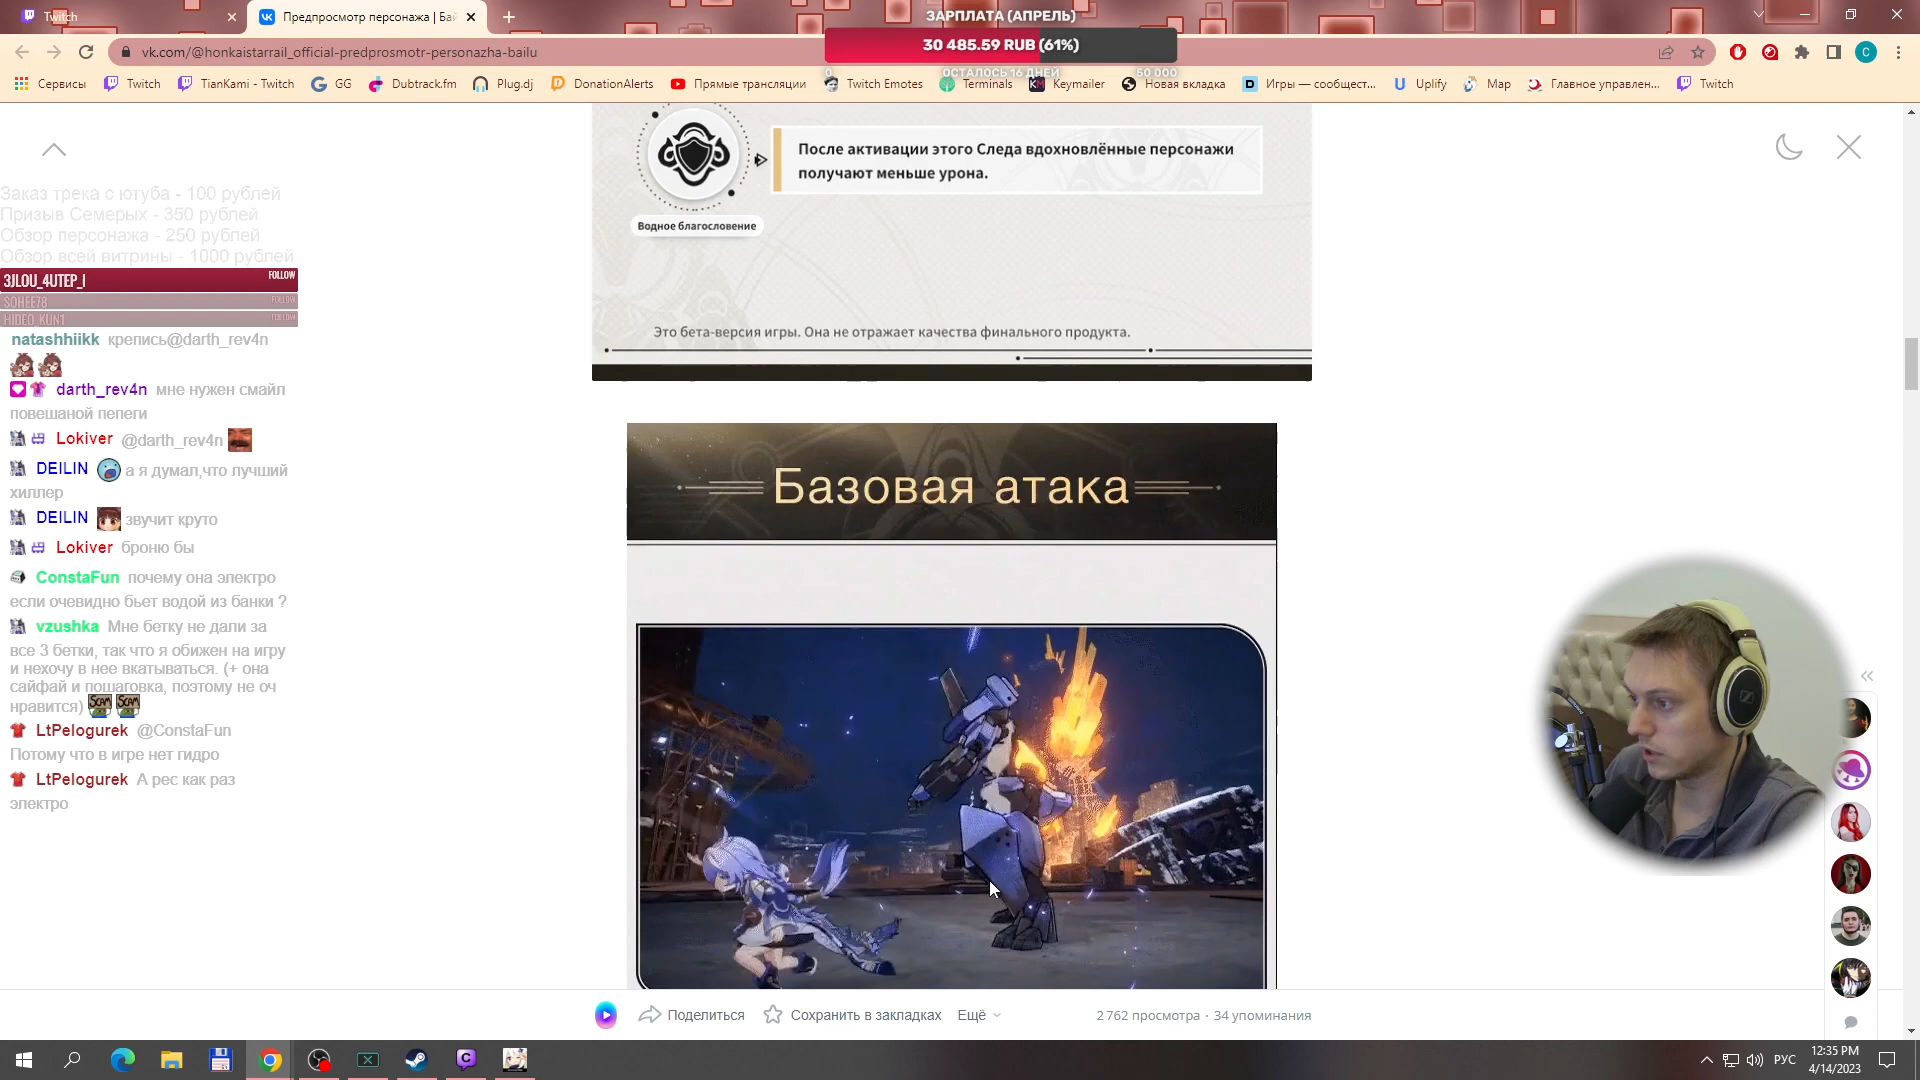 Twitch
Предпросмотр персонажа | Бай
ЗАРПЛАТА (АПРЕЛЬ)
30 485.59 RUB (61%)
0
ОСТАЛОСЬ 16 ДНЕЙ
50 000
vk.com/@honkaistarrail_official-predprosmotr-personazha-bailu
C
Сервисы
Twitch
TianKami - Twitch
GG
Dubtrack.fm
Plug.dj
DonationAlerts
Прямые трансляции
Twitch Emotes
Terminals
Keymailer
Новая вкладка
Игры — сообщест...
Uplify
Map
Главное управлен...
Twitch
После активации этого Следа вдохновлённые персонажи
получают меньше урона.
Водное благословение
Это бета-версия игры. Она не отражает качества финального продукта.
Базовая атака
Заказ трека с ютуба - 100 рублей
Призыв Семерых - 350 рублей
Обзор персонажа - 250 рублей
Обзор всей витрины - 1000 рублей
3JLOU_4UTEP_I FOLLOW
SOHEE78 FOLLOW
HIDEO_KUN1 FOLLOW
natashhiikk крепись@darth_rev4n
darth_rev4n мне нужен смайл
повешаной пепеги
Lokiver @darth_rev4n
DEILIN а я думал,что лучший
хиллер
DEILIN звучит круто
Lokiver броню бы
ConstaFun почему она электро
если очевидно бьет водой из банки ?
vzushka Мне бетку не дали за
все 3 бетки, так что я обижен на игру
и нехочу в нее вкатываться. (+ она
сайфай и пошаговка, поэтому не оч
нравится) SCAM SCAM
LtPelogurek @ConstaFun
Потому что в игре нет гидро
LtPelogurek А рес как раз
электро
Поделиться
Сохранить в закладках
Ещё
2 762 просмотра · 34 упоминания
РУС
12:35 PM
4/14/2023